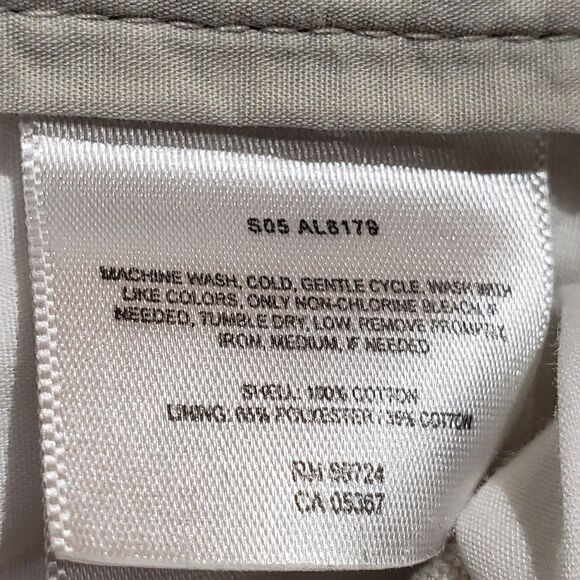 S05 AL6179
MACHINE WASH, COLD, GENTLE CYCLE, WASH WITH
LIKE COLORS, ONLY NON-CHLORINE BLEACH, IF
NEEDED, TUMBLE DRY, LOW, REMOVE PROMPTLY,
IRON, MEDIUM, IF NEEDED
SHELL: 100% COTTON
LINING: 65% POLYESTER / 35% COTTON
RN 98724
CA 05367